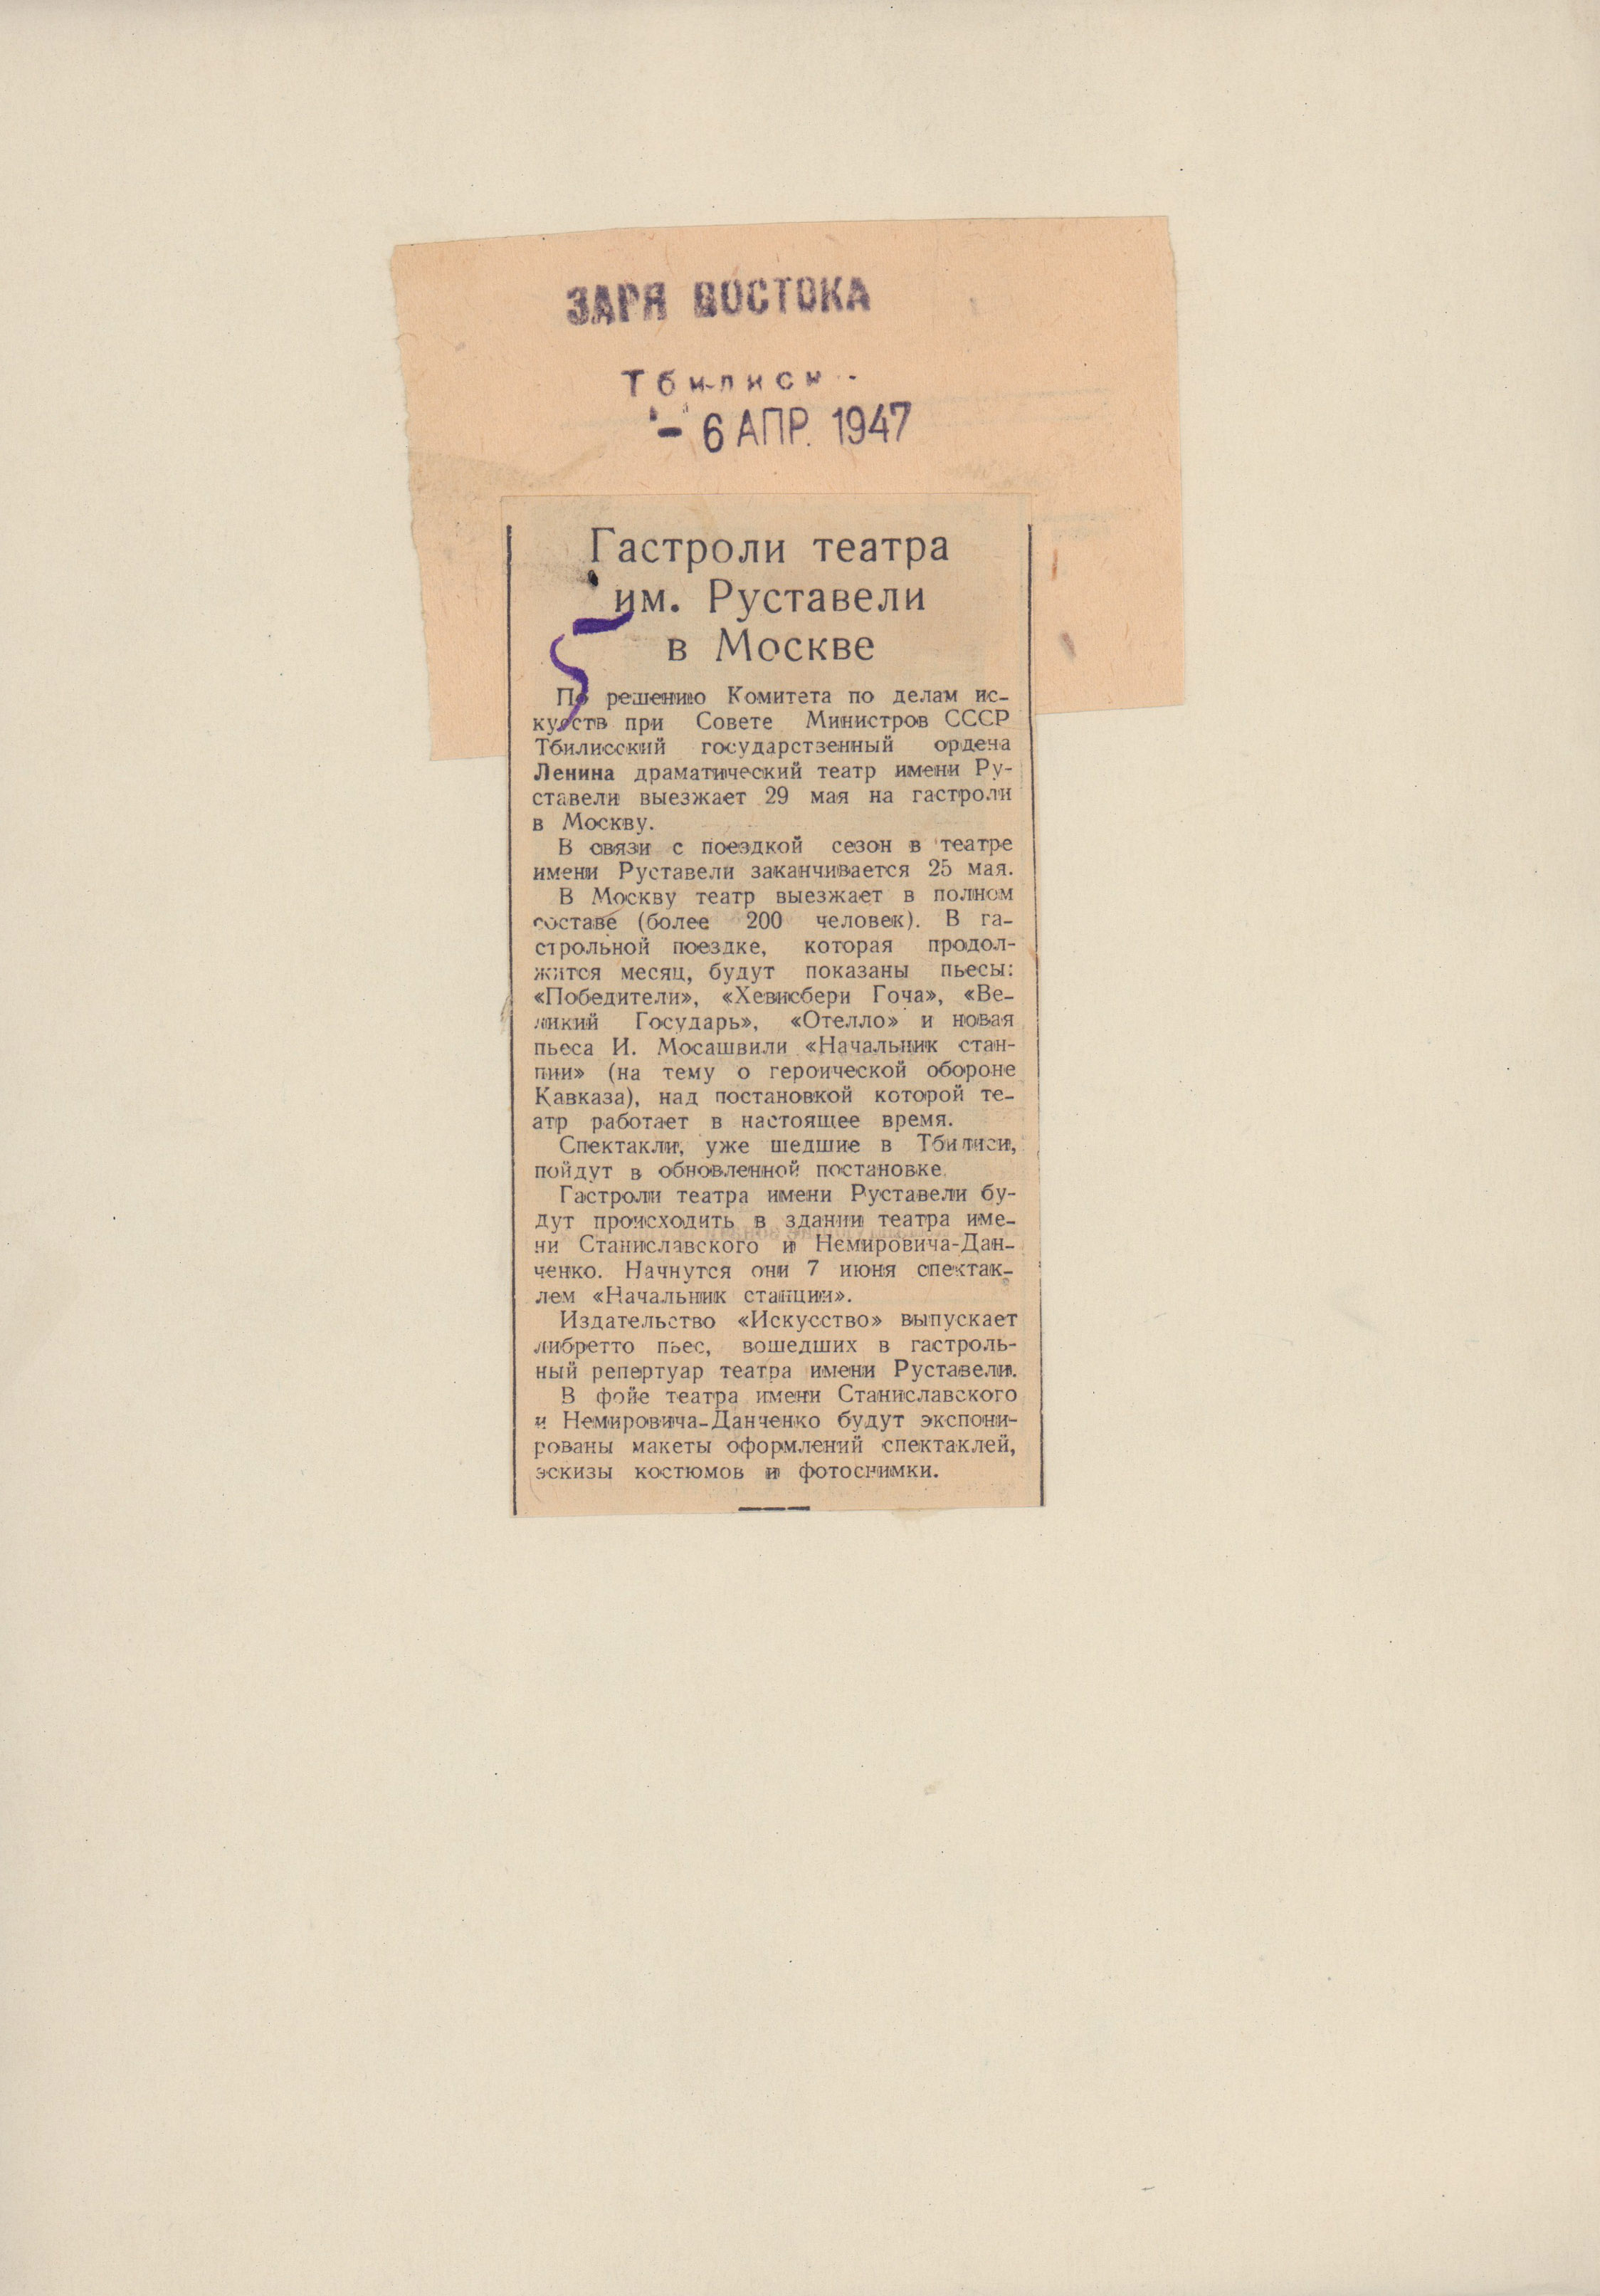 ЗАРЯ ВОСТОКА
Тбилиси
- 6 АПР. 1947
Гастроли театра
им. Руставели
в Москве
По решению Комитета по делам ис-
кусств при Совете Министров СССР
Тбилисский государственный ордена
Ленина драматический театр имени Ру-
ставели выезжает 29 мая на гастроли
в Москву.
В связи с поездкой сезон в театре
имени Руставели заканчивается 25 мая.
В Москву театр выезжает в полном
составе (более 200 человек). В га-
строльной поездке, которая продол-
жится месяц, будут показаны пьесы:
«Победители», «Хевисбери Гоча», «Ве-
ликий Государь», «Отелло» и новая
пьеса И. Мосашвили «Начальник стан-
ции» (на тему о героической обороне
Кавказа), над постановкой которой те-
атр работает в настоящее время.
Спектакли, уже шедшие в Тбилиси,
пойдут в обновленной постановке.
Гастроли театра имени Руставели бу-
дут происходить в здании театра име-
ни Станиславского и Немировича-Дан-
ченко. Начнутся они 7 июня спектак-
лем «Начальник станции».
Издательство «Искусство» выпускает
либретто пьес, вошедших в гастроль-
ный репертуар театра имени Руставели.
В фойе театра имени Станиславского
и Немировича-Данченко будут экспони-
рованы макеты оформлений спектаклей,
эскизы костюмов и фотоснимки.